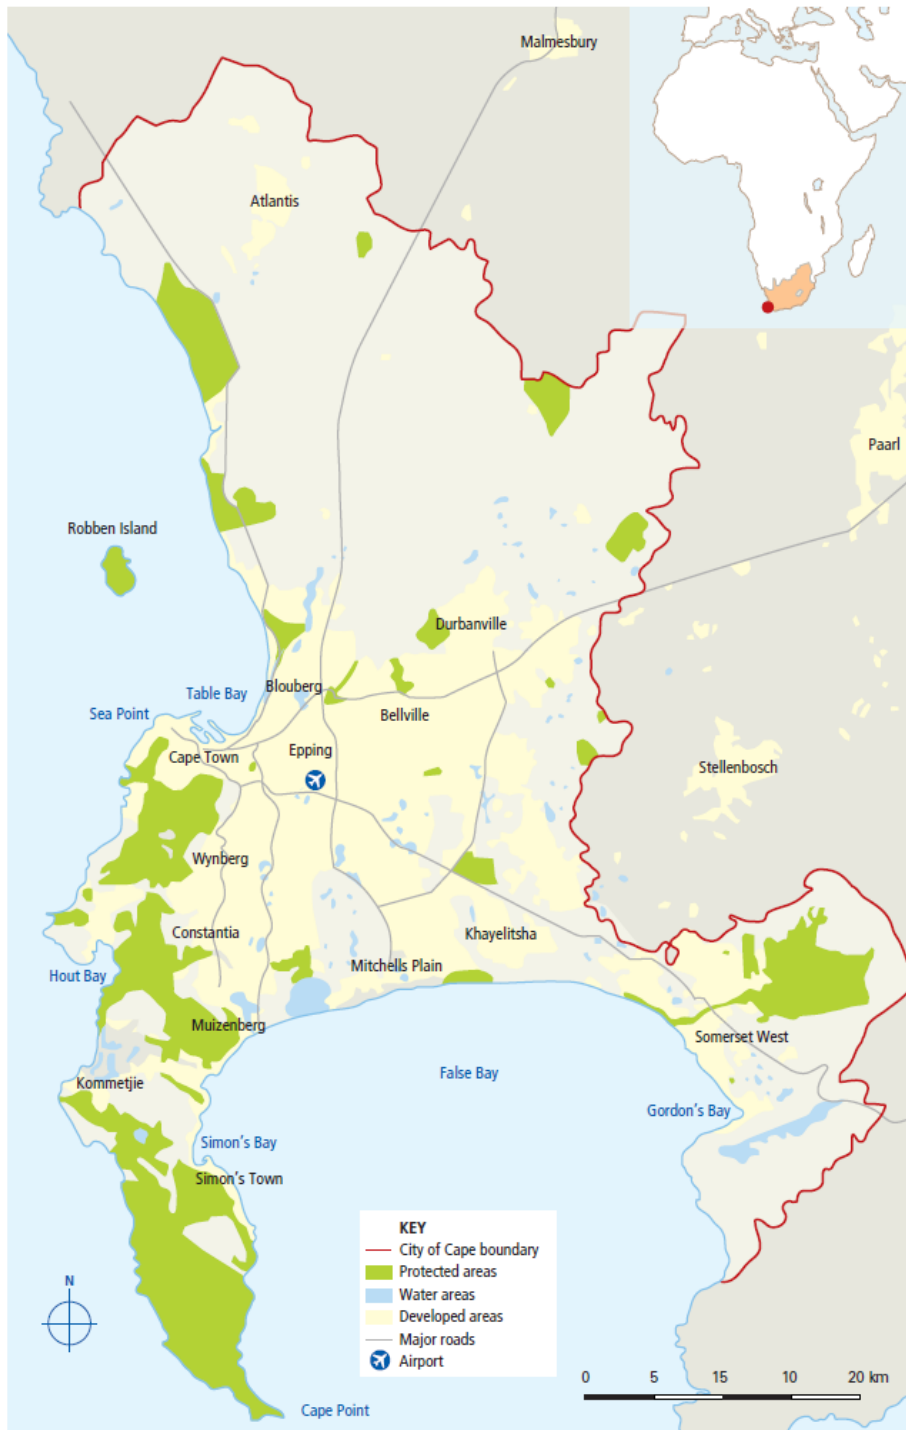 Malmesbury
Atlantis
Paarl
Robben Island
Durbanville
Blouberg
Table Bay
Sea Point
Bellville
Epping
Cape Town
Stellenbosch
Wynberg
Constantia
Khayelitsha
Mitchells Plain
Hout Bay
Muizenberg
Somerset West
False Bay
Kommetjie
Gordon's Bay
Simon's Bay
Simon's Town
KEY
City of Cape boundary
Protected areas
Water areas
Developed areas
Major roads
Airport
N
0 5 15 10 20 km
Cape Point